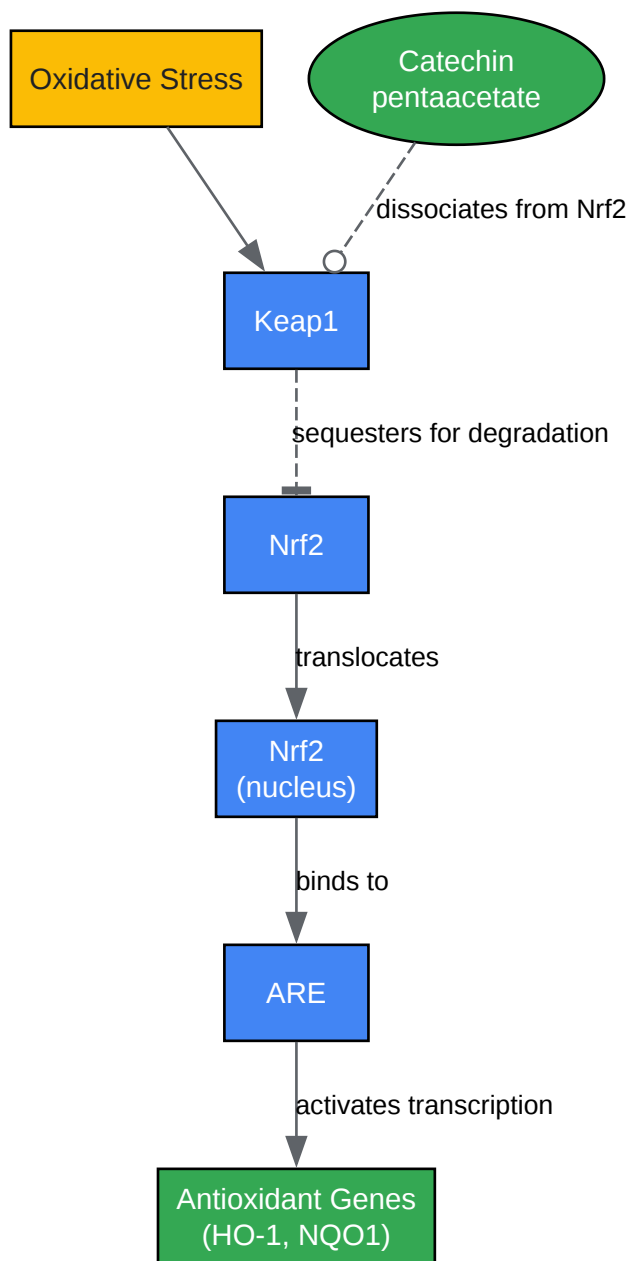 Oxidative Stress
Catechin
pentaacetate
dissociates from Nrf2
Keap1
sequesters for degradation
Nrf2
translocates
Nrf2
(nucleus)
binds to
ARE
activates transcription
Antioxidant Genes
(HO-1, NQO1)